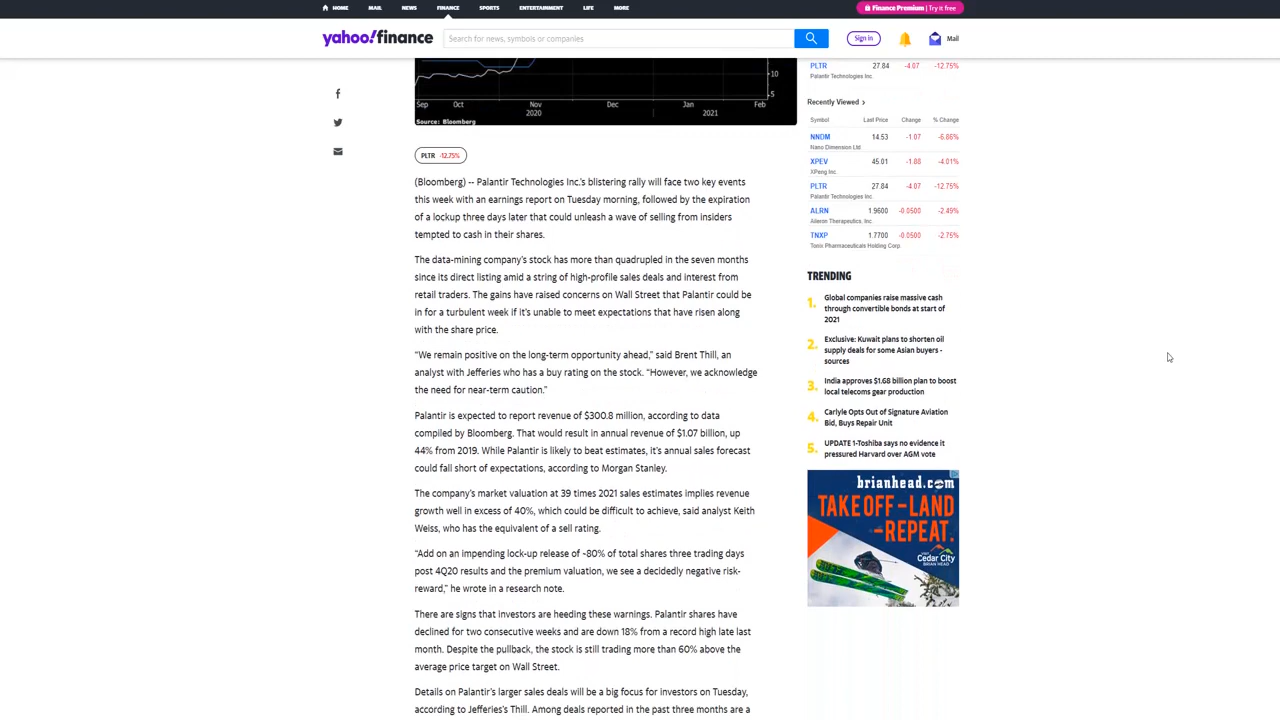 HOME MAIL NEWS FINANCE SPORTS ENTERTAINMENT LIFE MORE
Finance Premium | Try it free
yahoo!finance
Search for news, symbols or companies
Sign in
Mail
10
5
Sep Oct Nov Dec Jan Feb
2020 2021
Source: Bloomberg
PLTR -12.75%
(Bloomberg) -- Palantir Technologies Inc.'s blistering rally will face two key events
this week with an earnings report on Tuesday morning, followed by the expiration
of a lockup three days later that could unleash a wave of selling from insiders
tempted to cash in their shares.
The data-mining company's stock has more than quadrupled in the seven months
since its direct listing amid a string of high-profile sales deals and interest from
retail traders. The gains have raised concerns on Wall Street that Palantir could be
in for a turbulent week if it's unable to meet expectations that have risen along
with the share price.
“We remain positive on the long-term opportunity ahead,” said Brent Thill, an
analyst with Jefferies who has a buy rating on the stock. “However, we acknowledge
the need for near-term caution.”
Palantir is expected to report revenue of $300.8 million, according to data
compiled by Bloomberg. That would result in annual revenue of $1.07 billion, up
44% from 2019. While Palantir is likely to beat estimates, it's annual sales forecast
could fall short of expectations, according to Morgan Stanley.
The company's market valuation at 39 times 2021 sales estimates implies revenue
growth well in excess of 40%, which could be difficult to achieve, said analyst Keith
Weiss, who has the equivalent of a sell rating.
“Add on an impending lock-up release of ~80% of total shares three trading days
post 4Q20 results and the premium valuation, we see a decidedly negative risk-
reward,” he wrote in a research note.
There are signs that investors are heeding these warnings. Palantir shares have
declined for two consecutive weeks and are down 18% from a record high late last
month. Despite the pullback, the stock is still trading more than 60% above the
average price target on Wall Street.
Details on Palantir's larger sales deals will be a big focus for investors on Tuesday,
according to Jefferies's Thill. Among deals reported in the past three months are a
PLTR 27.84 -4.07 -12.75%
Palantir Technologies Inc.
Recently Viewed
Symbol Last Price Change % Change
NNDM 14.53 -1.07 -6.86%
Nano Dimension Ltd
XPEV 45.01 -1.88 -4.01%
XPeng Inc.
PLTR 27.84 -4.07 -12.75%
Palantir Technologies Inc.
ALRN 1.9600 -0.0500 -2.49%
Aileron Therapeutics, Inc.
TNXP 1.7700 -0.0500 -2.75%
Tonix Pharmaceuticals Holding Corp.
TRENDING
1. Global companies raise massive cash
through convertible bonds at start of
2021
2. Exclusive: Kuwait plans to shorten oil
supply deals for some Asian buyers -
sources
3. India approves $1.68 billion plan to boost
local telecoms gear production
4. Carlyle Opts Out of Signature Aviation
Bid, Buys Repair Unit
5. UPDATE 1-Toshiba says no evidence it
pressured Harvard over AGM vote
brianhead.com
TAKE OFF–LAND
–REPEAT.
VISIT
Cedar City
BRIAN HEAD